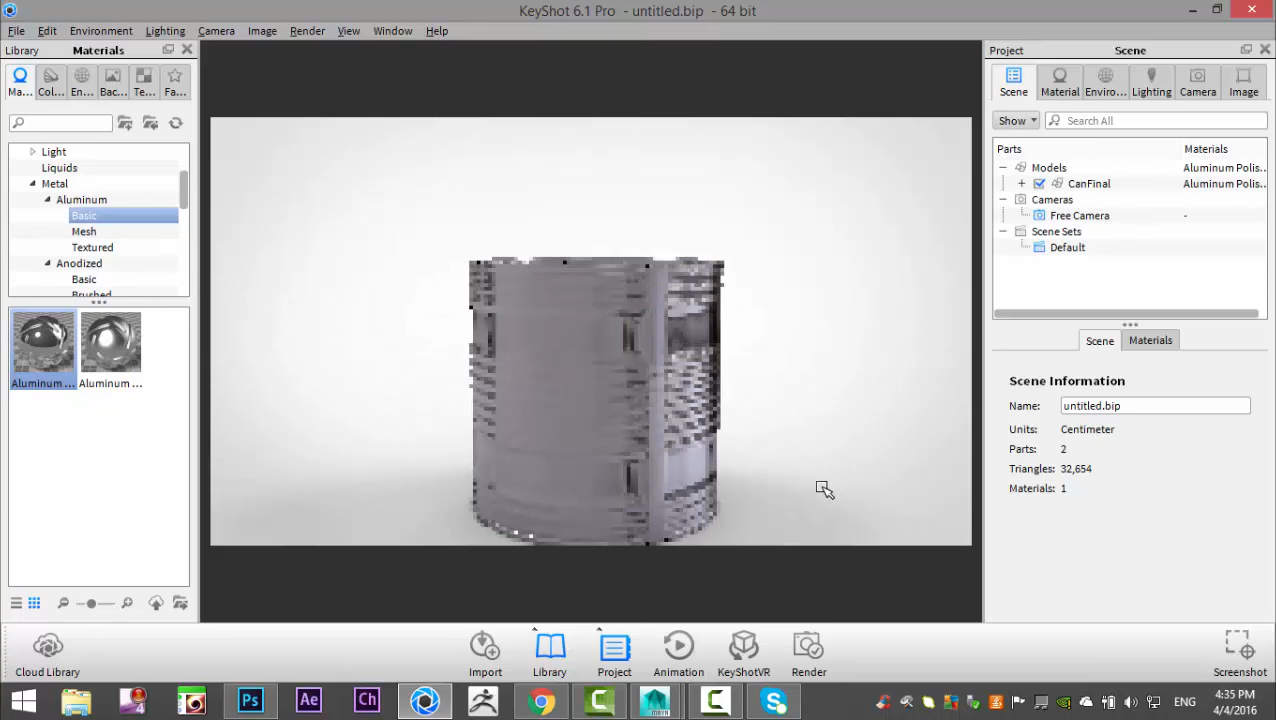 KeyShot 6.1 Pro - untitled.bip - 64 bit
File Edit Environment Lighting Camera Image Render View Window Help
Library Materials
Ma... Col... En... Bac... Te... Fa...
Light
Liquids
Metal
Aluminum
Basic
Mesh
Textured
Anodized
Basic
Brushed
Aluminum ... Aluminum ...
Project Scene
Scene Material Enviro... Lighting Camera Image
Show Search All
Parts Materials
Models Aluminum Polis...
CanFinal Aluminum Polis...
Cameras
Free Camera -
Scene Sets
Default
Scene Materials
Scene Information
Name: untitled.bip
Units: Centimeter
Parts: 2
Triangles: 32,654
Materials: 1
Cloud Library Import Library Project Animation KeyShotVR Render Screenshot
Ps Ae Ch ENG
4:35 PM
4/4/2016